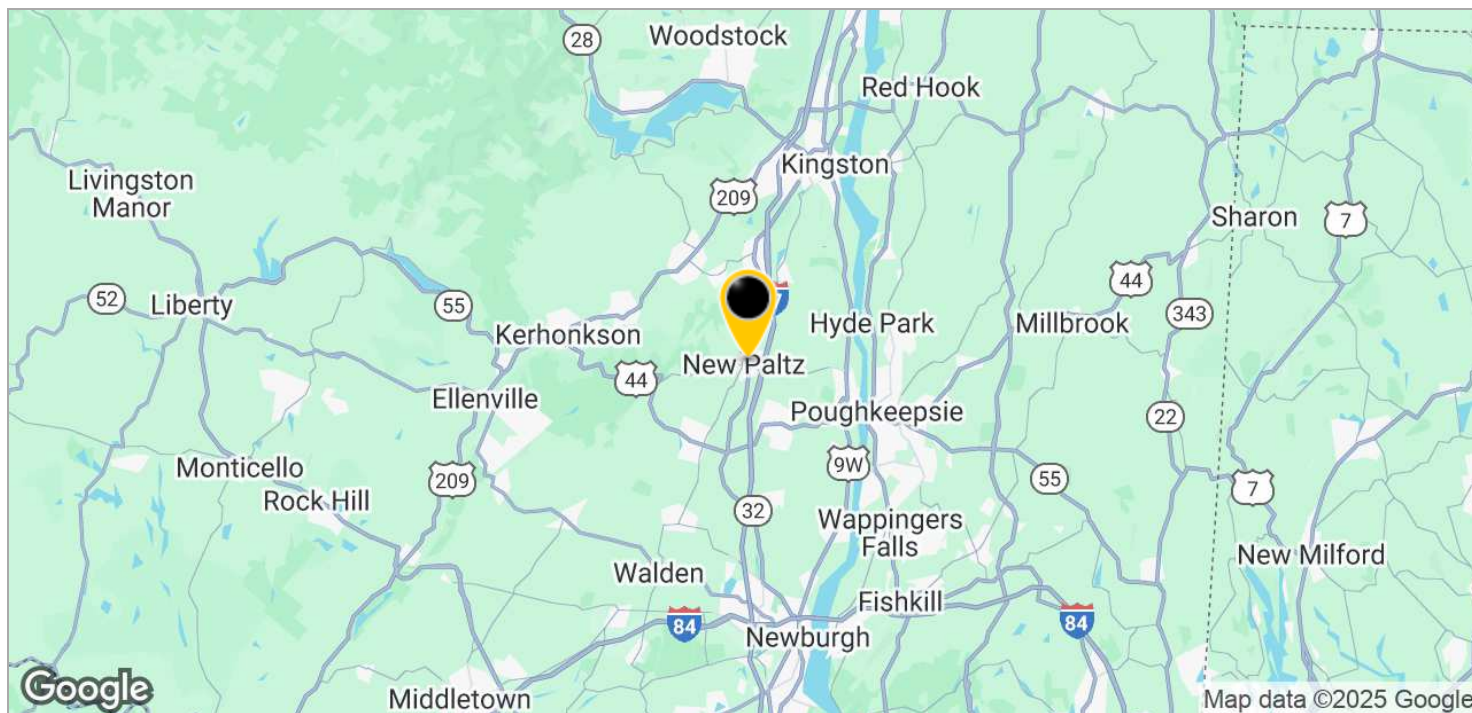 28
Woodstock
Red Hook
Kingston
Livingston
Manor
209
Sharon
7
44
52
Liberty
55
7
343
Hyde Park
Millbrook
Kerhonkson
New Paltz
44
Ellenville
Poughkeepsie
22
Monticello
209
9W
55
7
Rock Hill
32
Wappingers
Falls
New Milford
Walden
Fishkill
84
84
Newburgh
Google
Middletown
Map data ©2025 Google